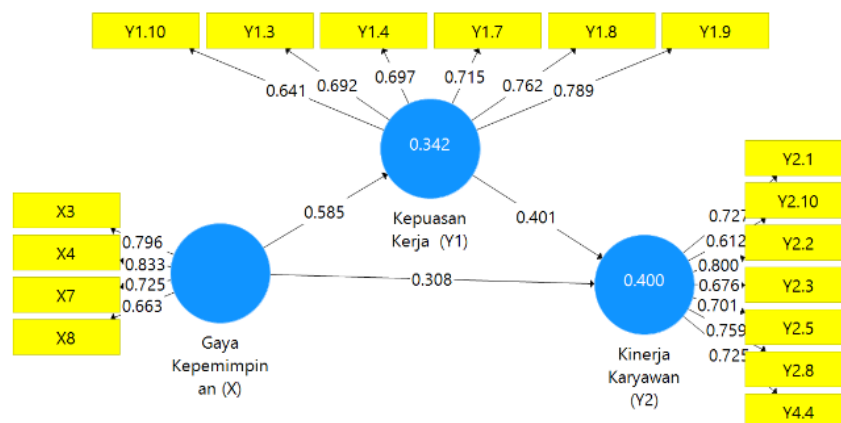 Y1.10
Y1.3
Y1.4
Y1.7
Y1.8
Y1.9
0.641
0.692
0.697
0.715
0.762
0.789
0.342
Kepuasan
Kerja (Y1)
0.585
0.401
0.308
X3
X4
X7
X8
0.796
0.833
0.725
0.663
Gaya
Kepemimpin
an (X)
0.400
Kinerja
Karyawan
(Y2)
0.727
0.612
0.800
0.676
0.701
0.759
0.725
Y2.1
Y2.10
Y2.2
Y2.3
Y2.5
Y2.8
Y4.4